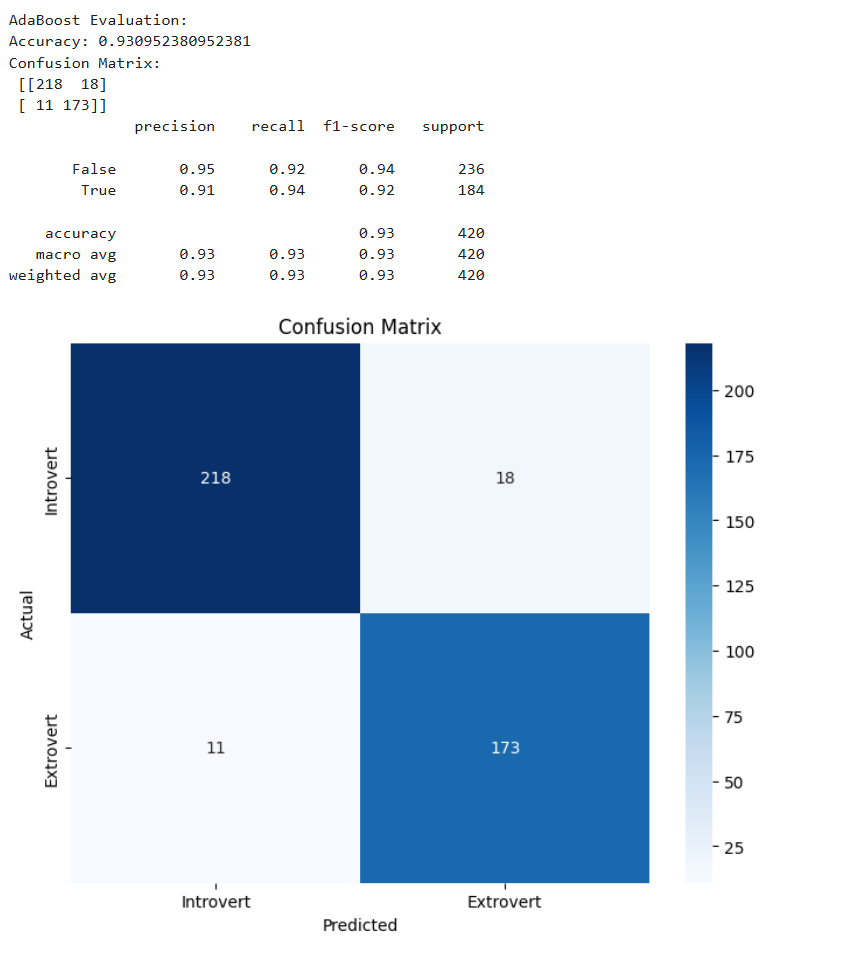 AdaBoost Evaluation:
Accuracy: 0.930952380952381
Confusion Matrix:
[[218 18]
[ 11 173]]
precision recall f1-score support
False 0.95 0.92 0.94 236
True 0.91 0.94 0.92 184
accuracy 0.93 420
macro avg 0.93 0.93 0.93 420
weighted avg 0.93 0.93 0.93 420
Confusion Matrix
Actual
Introvert
218
18
Extrovert
11
173
Introvert
Extrovert
Predicted
200
175
150
125
100
75
50
25